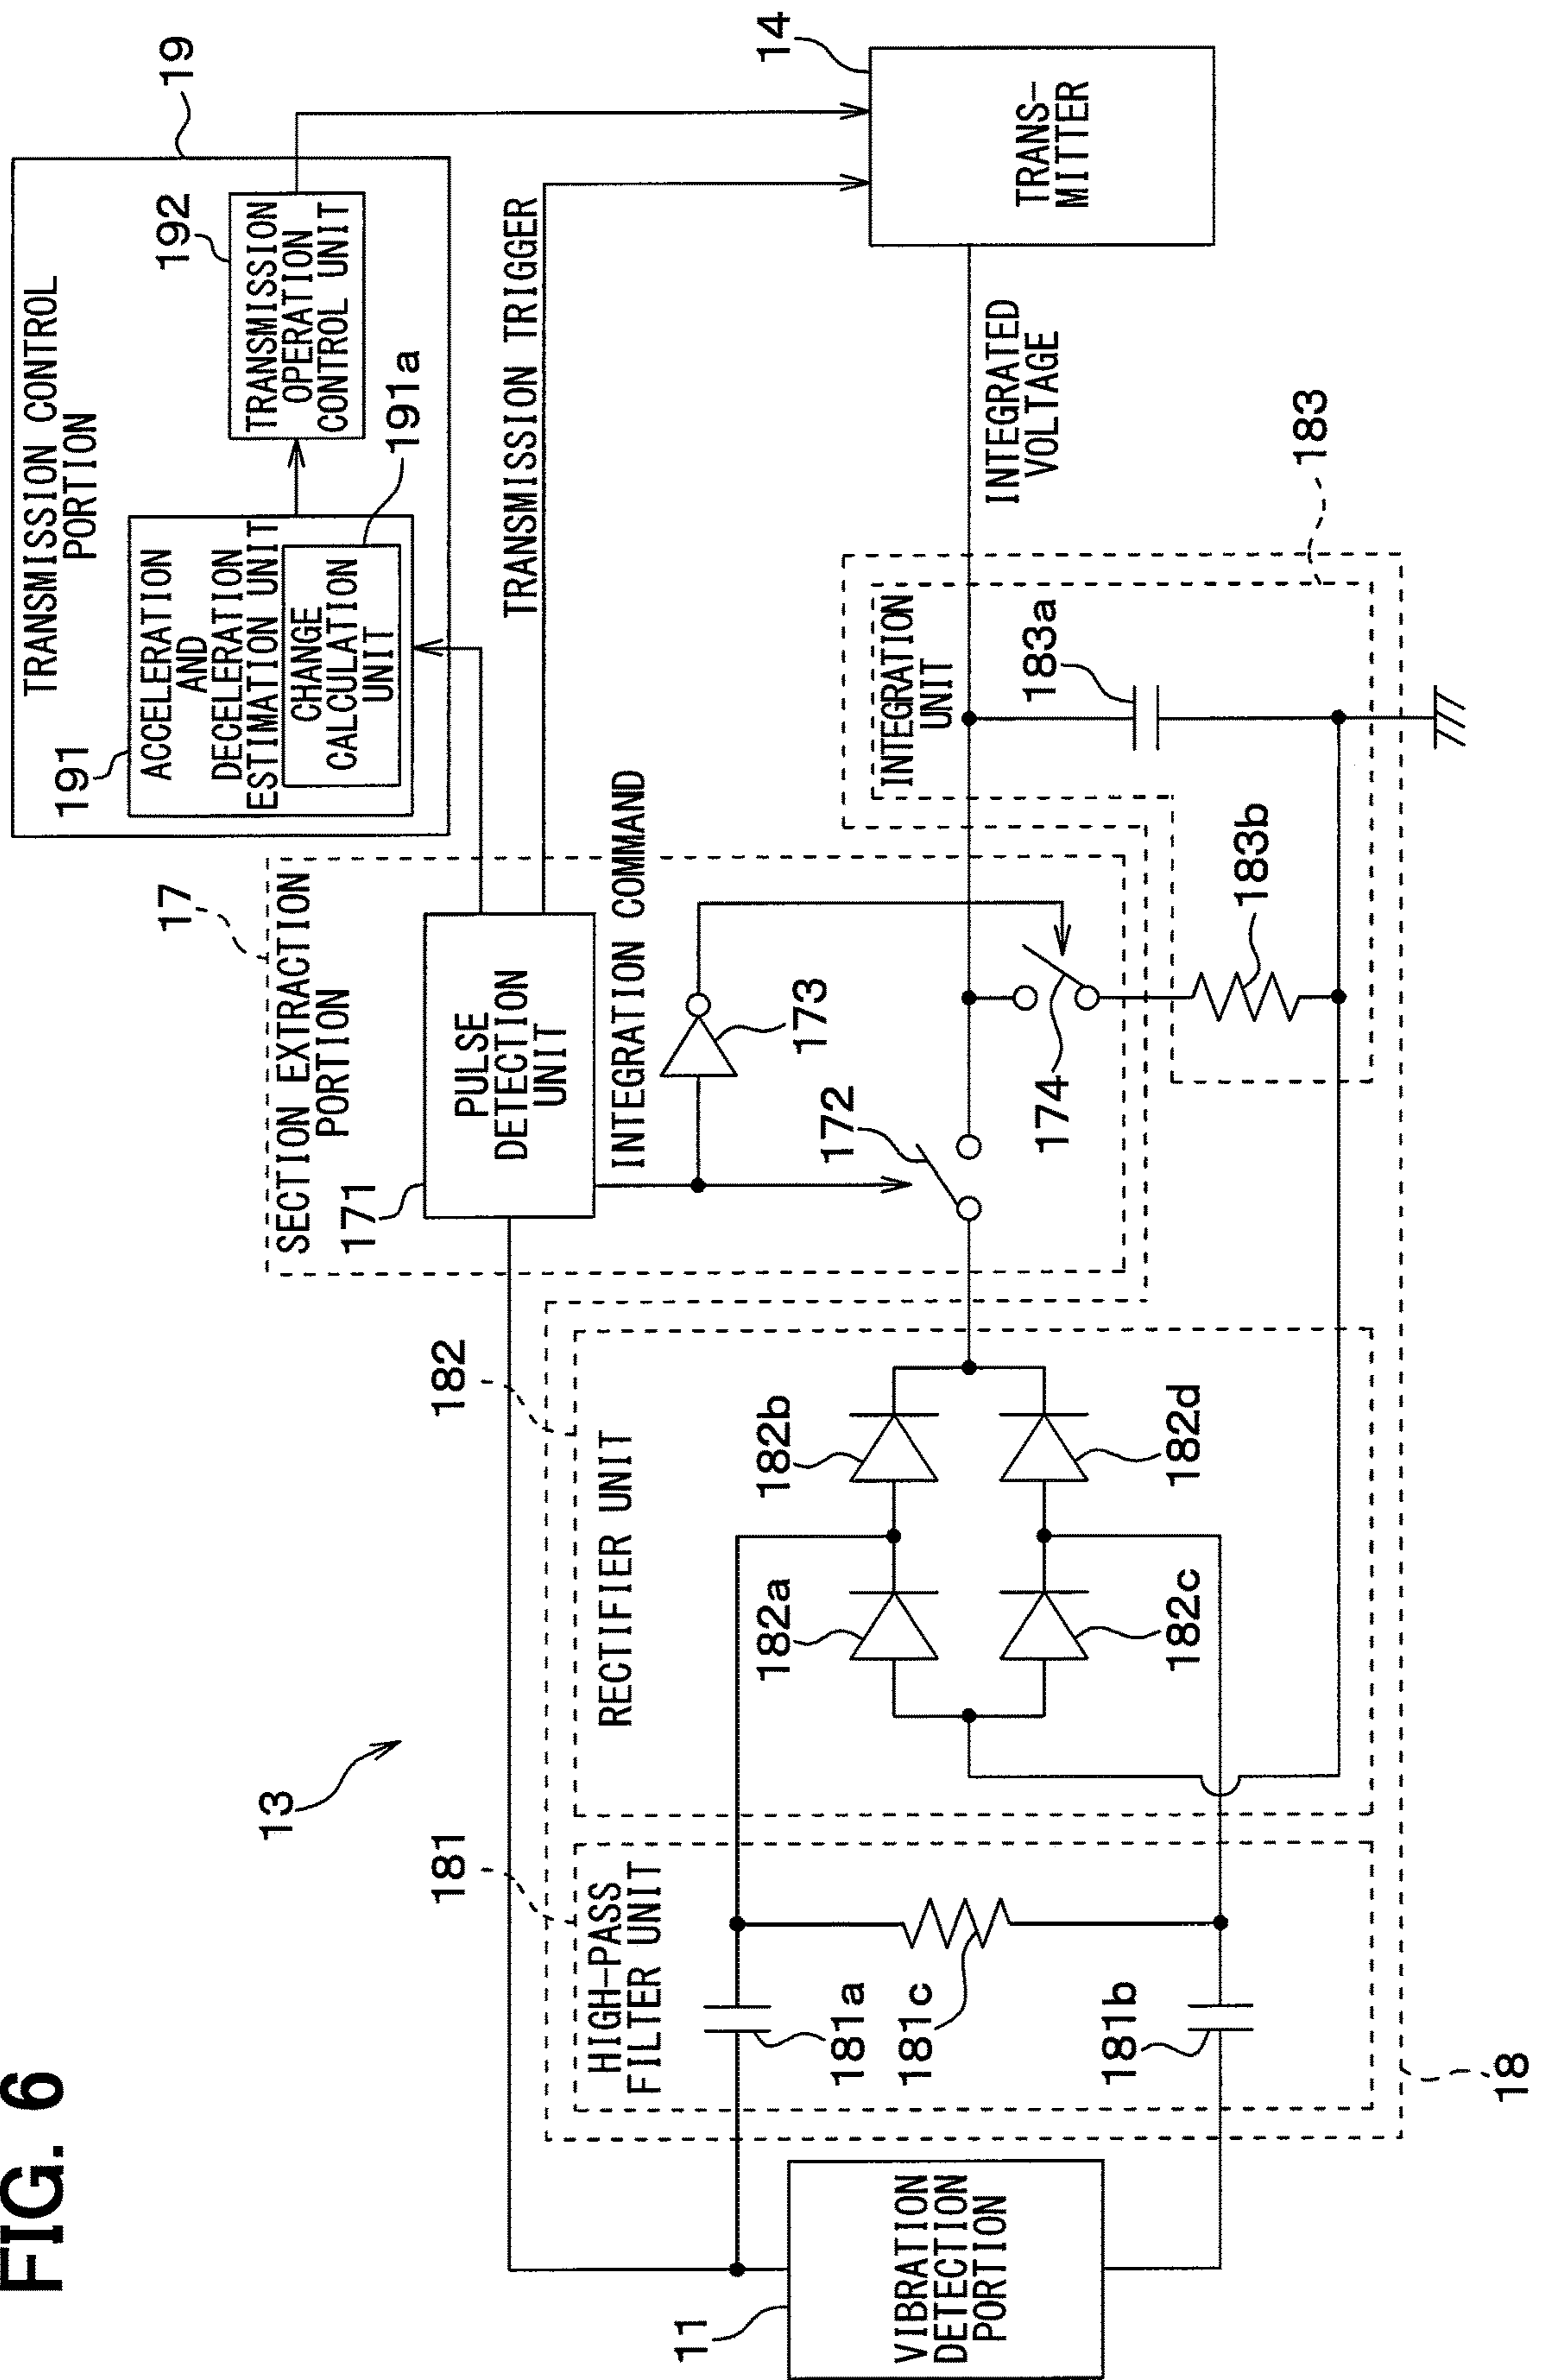 FIG. 6
13
TRANSMISSION CONTROL
PORTION
19
191
ACCELERATION
AND
DECELERATION
ESTIMATION UNIT
CHANGE
CALCULATION
UNIT
191a
192
TRANSMISSION
OPERATION
CONTROL UNIT
17
SECTION EXTRACTION
PORTION
171
PULSE
DETECTION
UNIT
TRANSMISSION TRIGGER
INTEGRATION COMMAND
173
172
174
14
TRANS-
MITTER
INTEGRATED
VOLTAGE
181
HIGH-PASS
FILTER UNIT
181a
181c
181b
182
RECTIFIER UNIT
182a
182b
182c
182d
183
INTEGRATION
UNIT
183a
183b
11
VIBRATION
DETECTION
PORTION
18